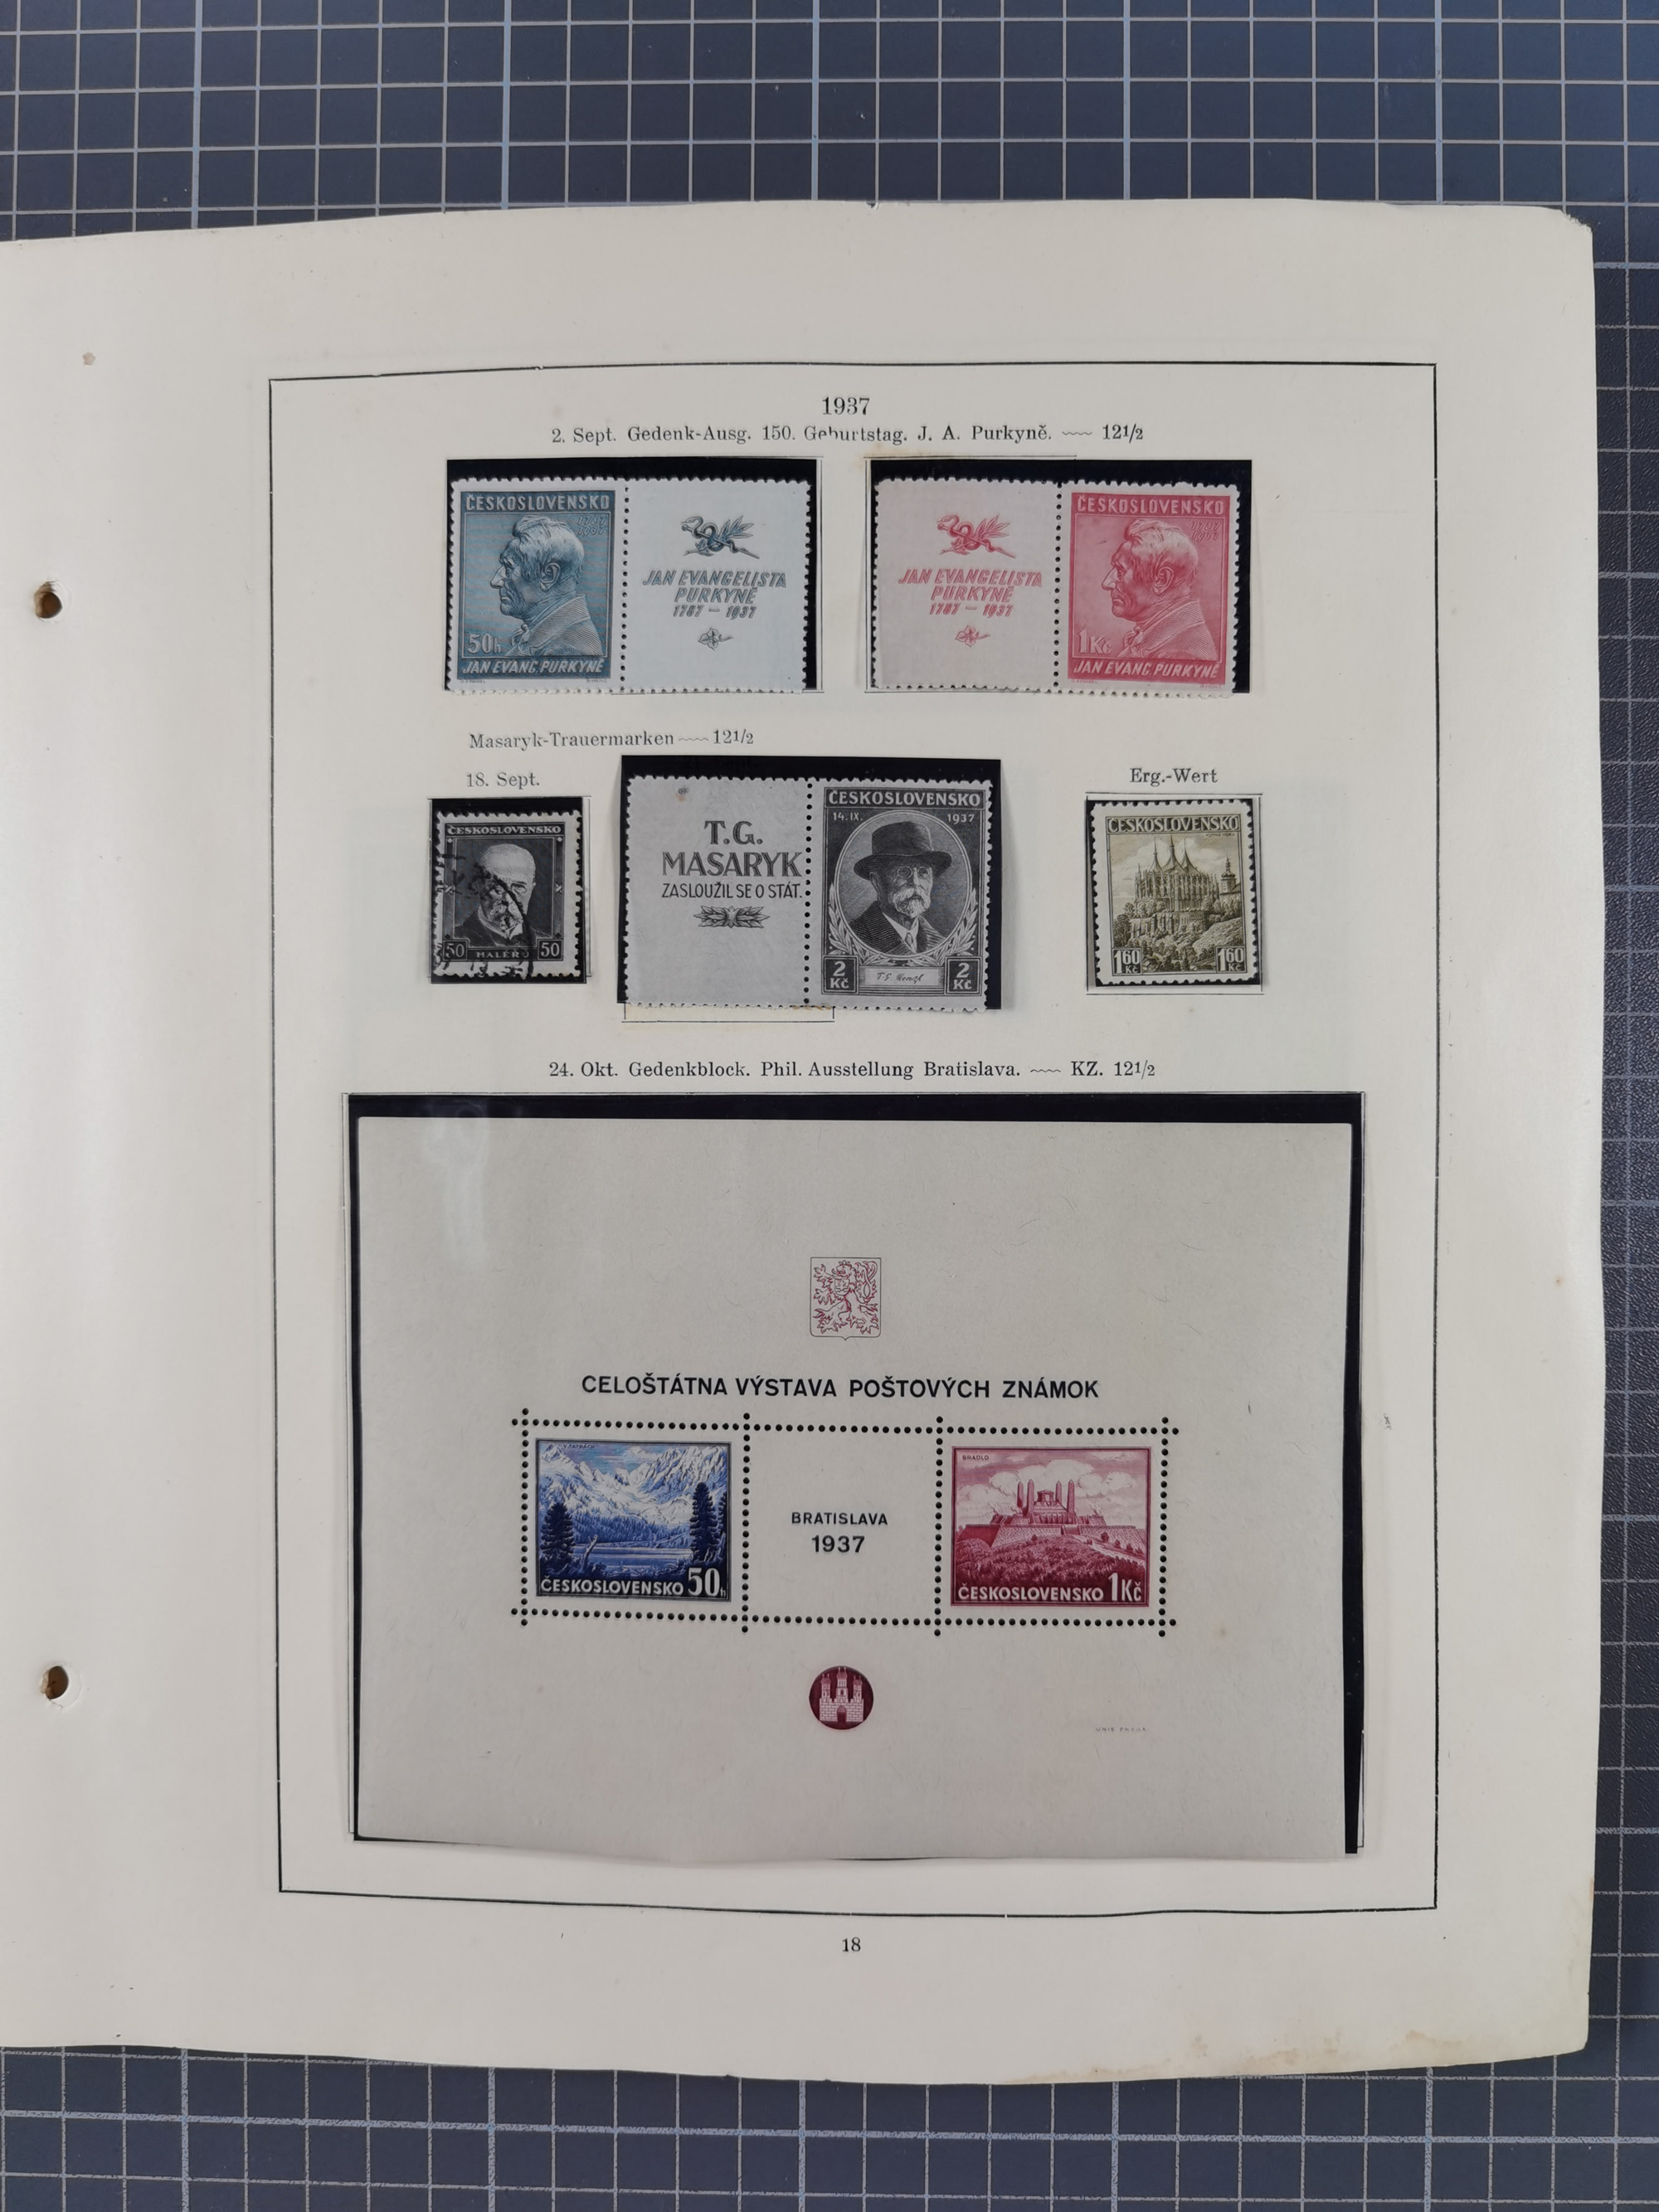 1937
2. Sept. Gedenk-Ausg. 150. Geburtstag. J. A. Purkyně. 12½
ČESKOSLOVENSKO
50h
JAN EVANG. PURKYNĚ
JAN EVANGELISTA
PURKYNĚ
1787 — 1937
JAN EVANGELISTA
PURKYNĚ
1787 — 1937
ČESKOSLOVENSKO
1Kč
JAN EVANG. PURKYNĚ
Masaryk-Trauermarken 12½
18. Sept.
ČESKOSLOVENSKO
50 HALÉŘŮ 50
T.G.
MASARYK
ZASLOUŽIL SE O STÁT.
ČESKOSLOVENSKO
14. IX. 1937
2 Kč
2 Kč
Erg.-Wert
ČESKOSLOVENSKO
1 60 Kč
1 60 Kč
24. Okt. Gedenkblock. Phil. Ausstellung Bratislava. KZ. 12½
CELOŠTÁTNA VÝSTAVA POŠTOVÝCH ZNÁMOK
ČESKOSLOVENSKO 50h
BRATISLAVA
1937
BRADLO
ČESKOSLOVENSKO 1Kč
18